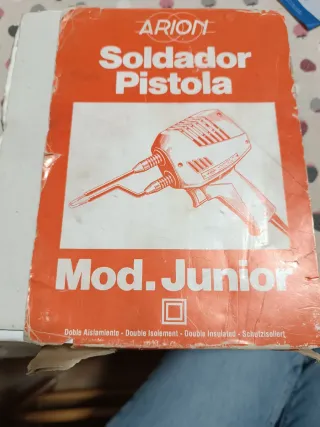 ARION
Soldador
Pistola
Mod. Junior
Doble Aislamiento - Double Isolement - Double Insulated - Schutzisoliert